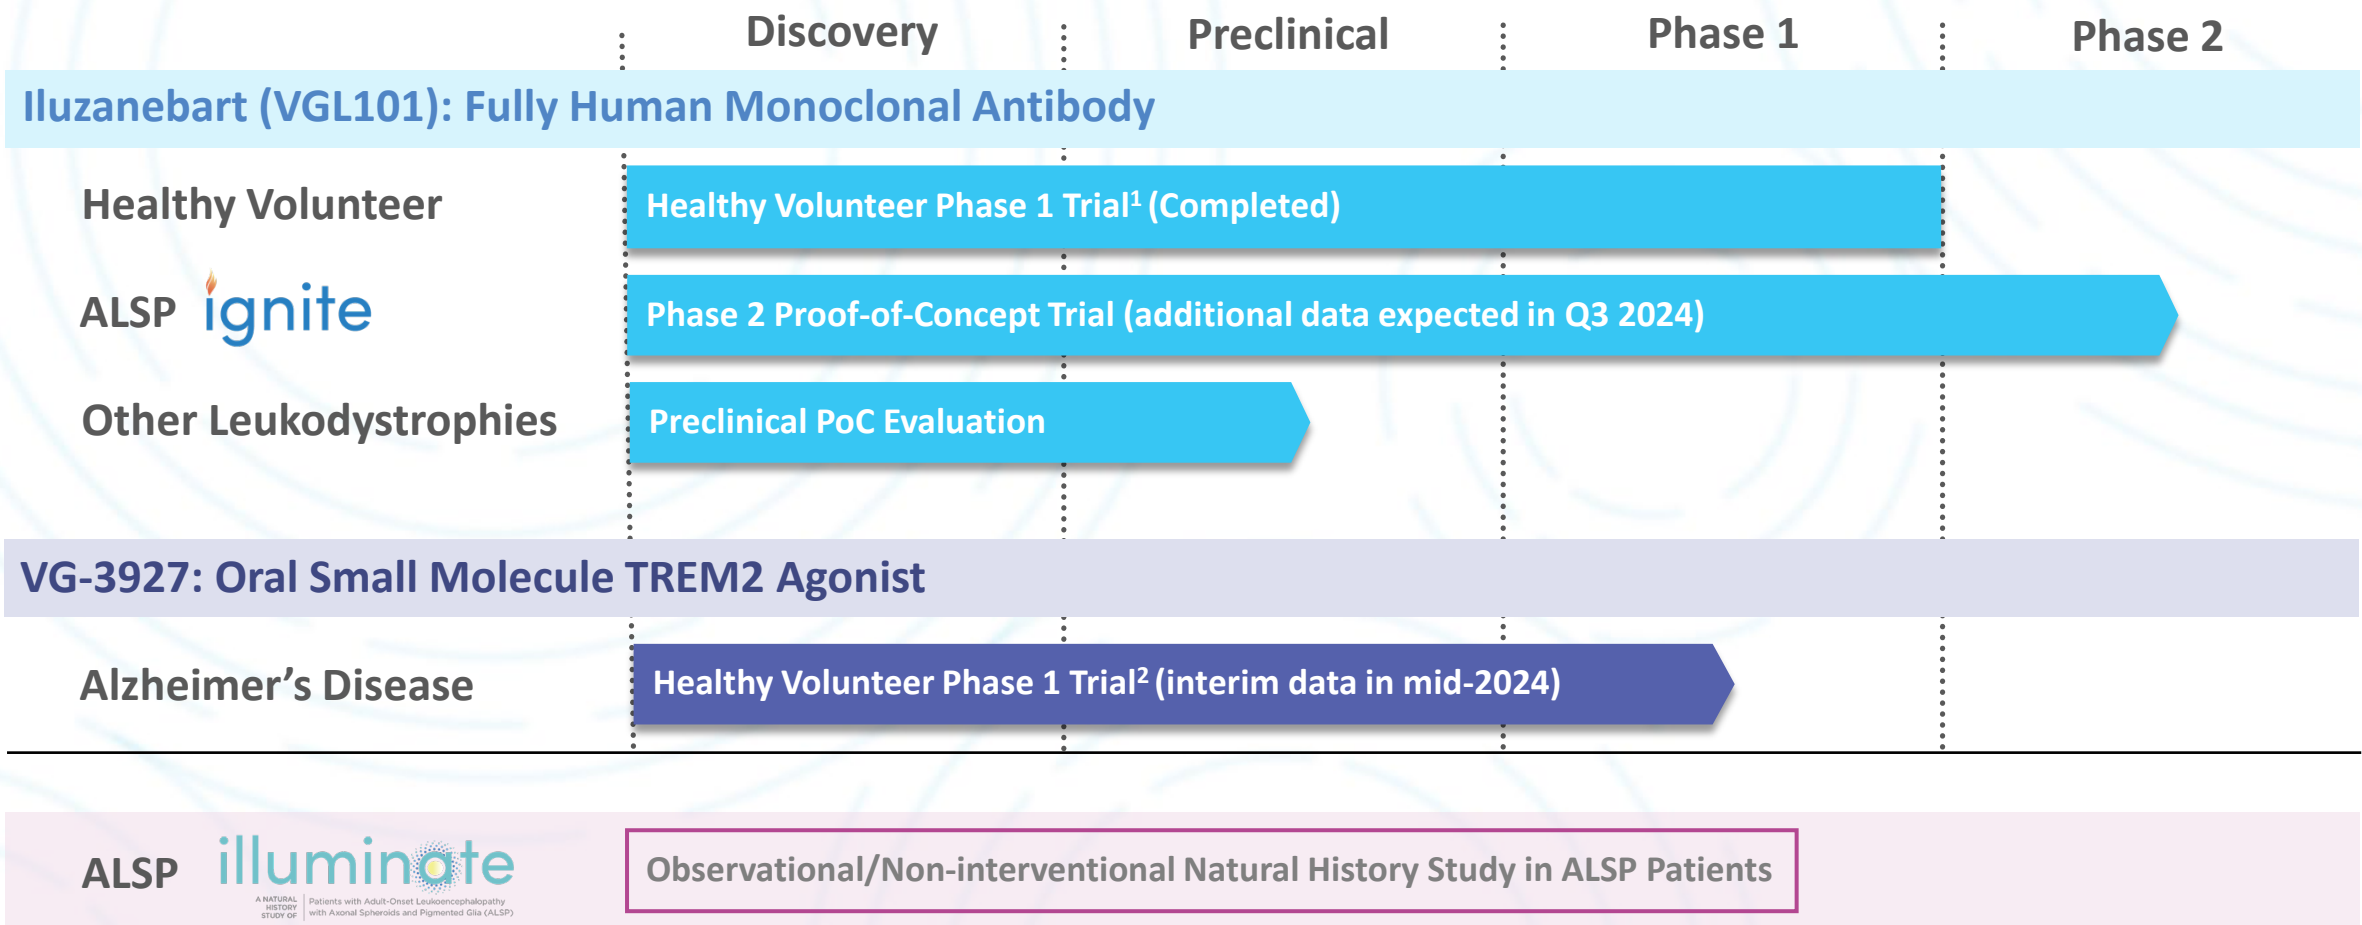 Discovery
Preclinical
Phase 1
Phase 2
Iluzanebart (VGL101): Fully Human Monoclonal Antibody
Healthy Volunteer
Healthy Volunteer Phase 1 Trial¹ (Completed)
ALSP ignite
Phase 2 Proof-of-Concept Trial (additional data expected in Q3 2024)
Other Leukodystrophies
Preclinical PoC Evaluation
VG-3927: Oral Small Molecule TREM2 Agonist
Alzheimer’s Disease
Healthy Volunteer Phase 1 Trial² (interim data in mid-2024)
ALSP illuminate
A NATURAL
HISTORY
STUDY OF
Patients with Adult-Onset Leukoencephalopathy
with Axonal Spheroids and Pigmented Glia (ALSP)
Observational/Non-interventional Natural History Study in ALSP Patients